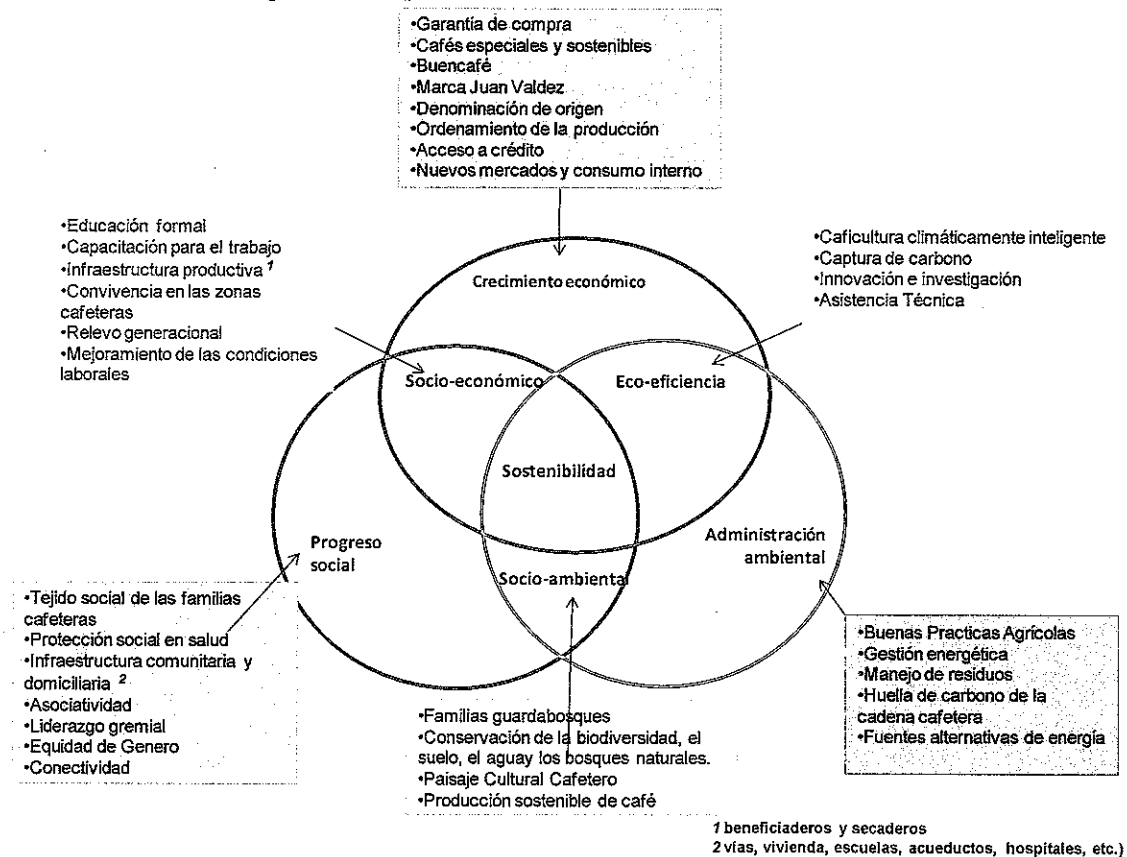 •Garantía de compra
•Cafés especiales y sostenibles
•Buencafé
•Marca Juan Valdez
•Denominación de origen
•Ordenamiento de la producción
•Acceso a crédito
•Nuevos mercados y consumo interno
•Educación formal
•Capacitación para el trabajo
•Infraestructura productiva 1
•Convivencia en las zonas
cafeteras
•Relevo generacional
•Mejoramiento de las condiciones
laborales
•Caficultura climáticamente inteligente
•Captura de carbono
•Innovación e investigación
•Asistencia Técnica
Crecimiento económico
Socio-económico
Eco-eficiencia
Sostenibilidad
Progreso
social
Administración
ambiental
Socio-ambiental
•Tejido social de las familias
cafeteras
•Protección social en salud
•Infraestructura comunitaria y
domiciliaria 2
•Asociatividad
•Liderazgo gremial
•Equidad de Genero
•Conectividad
•Familias guardabosques
•Conservación de la biodiversidad, el
suelo, el aguay los bosques naturales.
•Paisaje Cultural Cafetero
•Producción sostenible de café
•Buenas Practicas Agrícolas
•Gestión energética
•Manejo de residuos
•Huella de carbono de la
cadena cafetera
•Fuentes alternativas de energía
1 beneficiaderos y secaderos
2 vías, vivienda, escuelas, acueductos, hospitales, etc.)